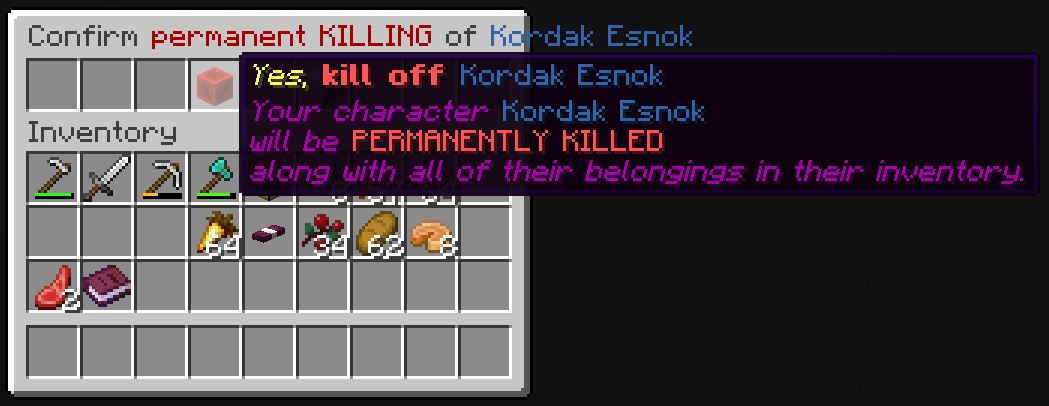 Confirm permanent KILLING of Kordak Esnok
Yes, kill off Kordak Esnok
Your character Kordak Esnok
will be PERMANENTLY KILLED
along with all of their belongings in their inventory.
Inventory
64
34
62
8
2